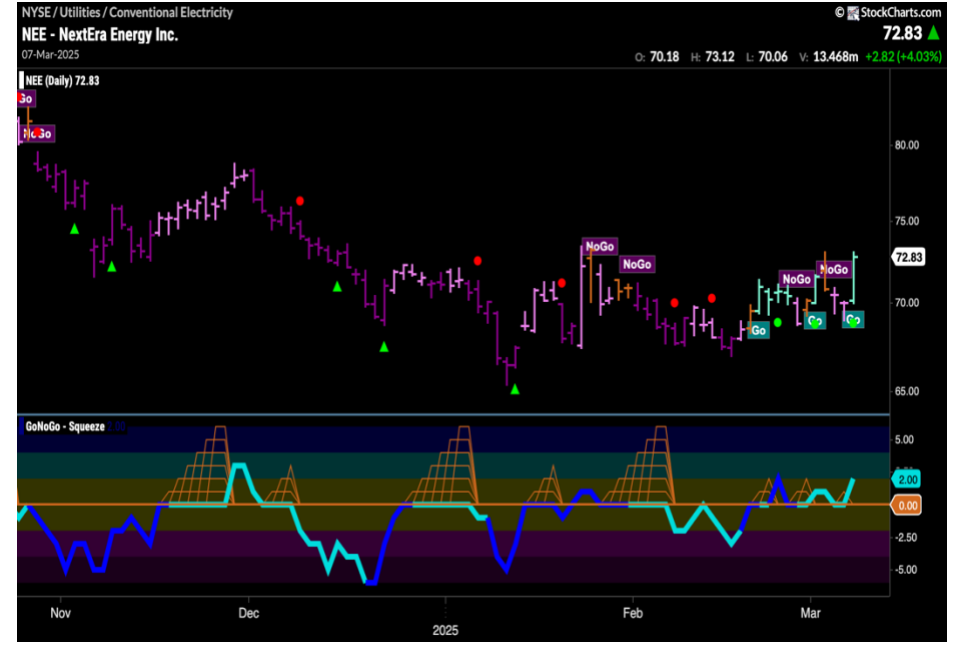 NYSE / Utilities / Conventional Electricity
© StockCharts.com
NEE - NextEra Energy Inc.
72.83
07-Mar-2025
O: 70.18 H: 73.12 L: 70.06 V: 13.468m +2.82 (+4.03%)
NEE (Daily) 72.83
Go
NoGo
80.00
75.00
NoGo
NoGo
NoGo
NoGo
72.83
70.00
Go
Go
Go
65.00
GoNoGo - Squeeze 2.00
5.00
2.00
0.00
-2.50
-5.00
Nov
Dec
2025
Feb
Mar